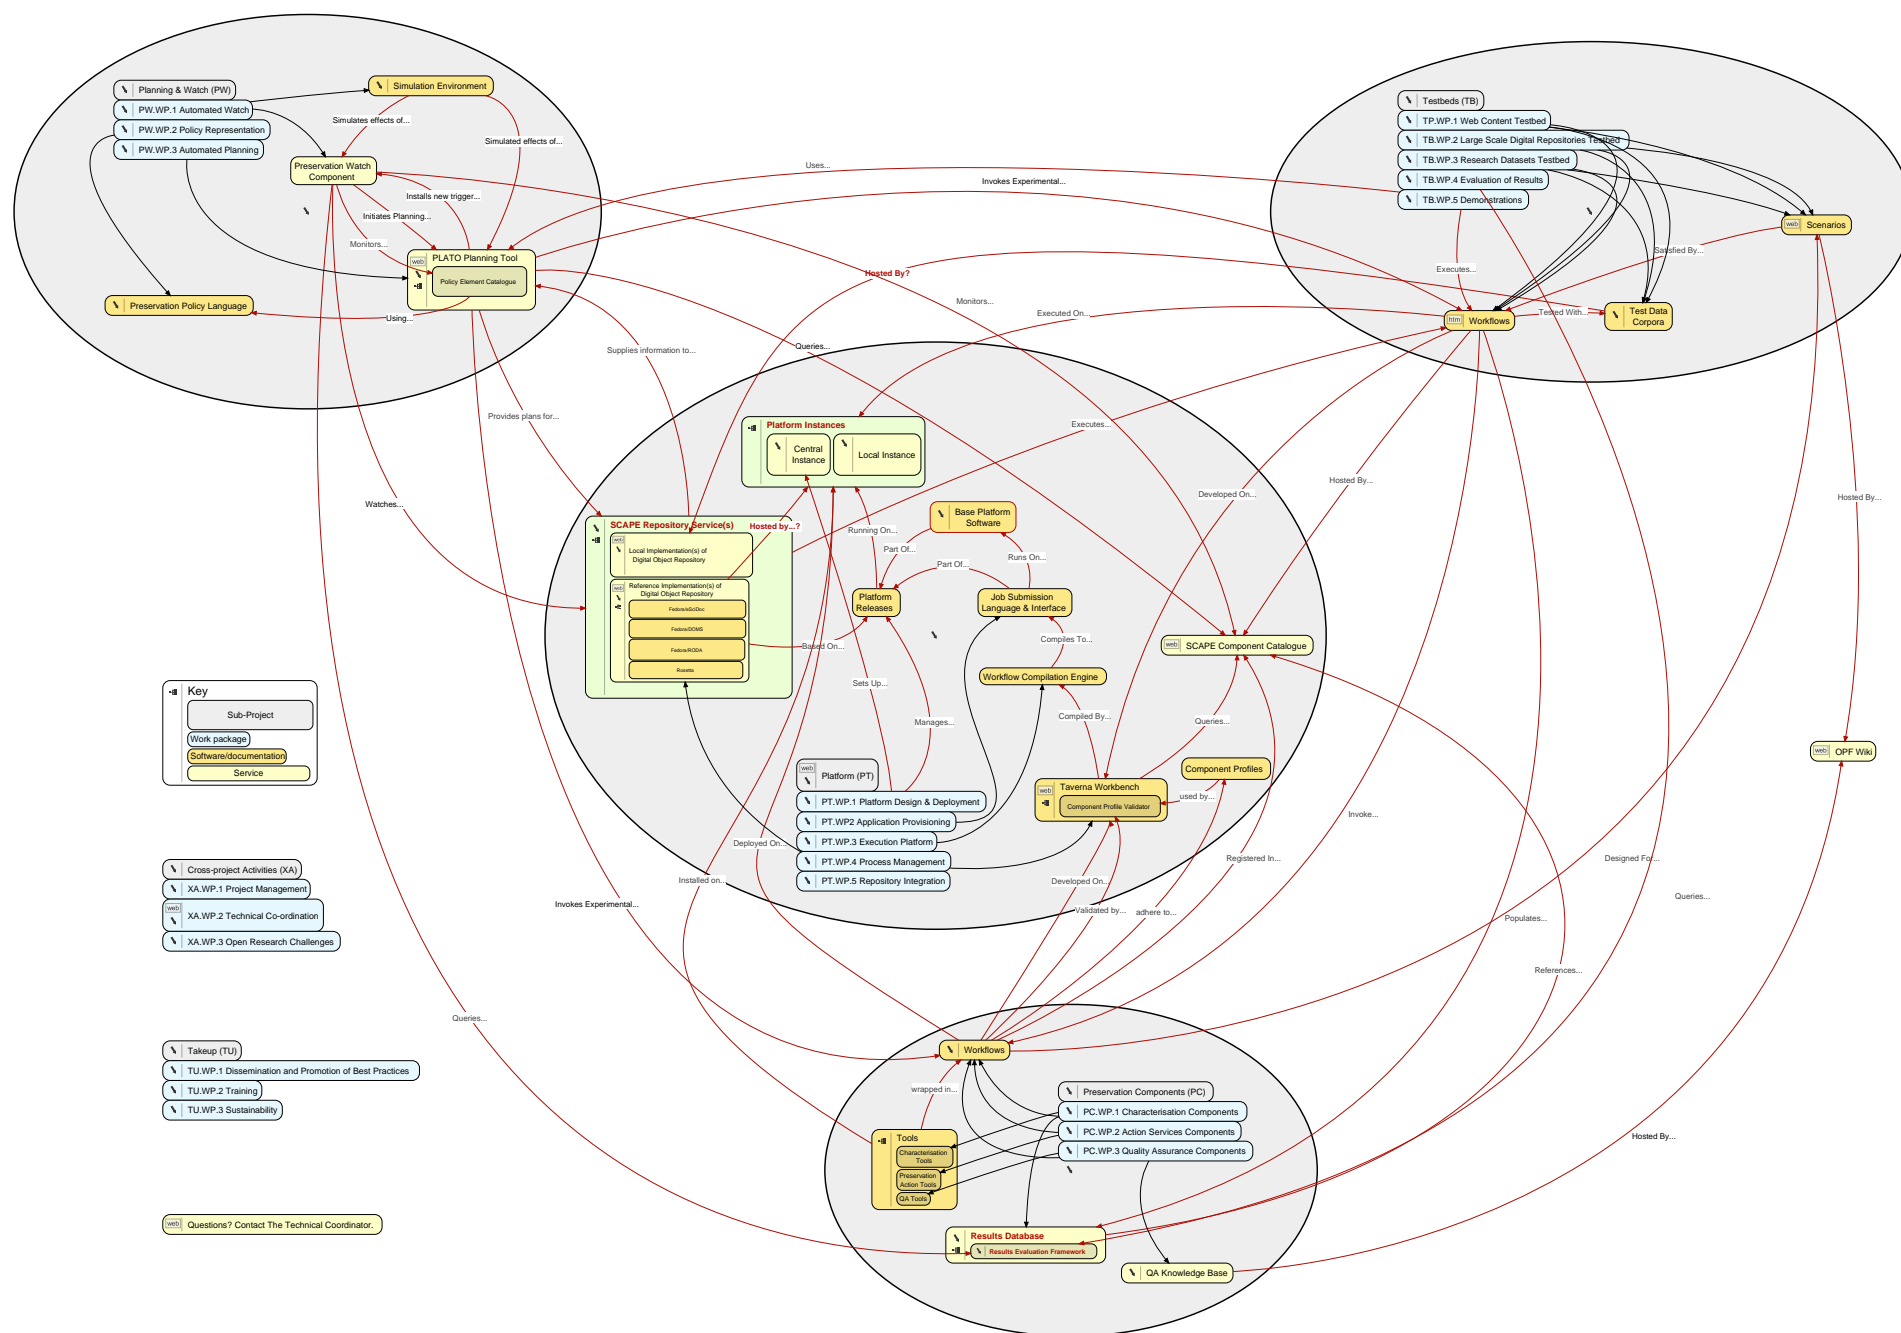 Planning & Watch (PW)
PW.WP.1 Automated Watch
PW.WP.2 Policy Representation
PW.WP.3 Automated Planning
Simulation Environment
Simulates effects of...
Simulated effects of...
Preservation Watch
Component
Installs new trigger...
Initiates Planning...
Monitors...
web
PLATO Planning Tool
Policy Element Catalogue
Preservation Policy Language
Using...
Testbeds (TB)
TP.WP.1 Web Content Testbed
TB.WP.2 Large Scale Digital Repositories Testbed
TB.WP.3 Research Datasets Testbed
TB.WP.4 Evaluation of Results
TB.WP.5 Demonstrations
web
Scenarios
Satisfied By...
Executes...
htm
Workflows
Tested With...
Test Data
Corpora
Uses...
Invokes Experimental...
Hosted By?
Monitors...
Executed On...
Queries...
Supplies information to...
Provides plans for...
Watches...
Executes...
Developed On...
Hosted By...
Hosted By...
Platform Instances
Central
Instance
Local Instance
SCAPE Repository Service(s)
Hosted by...?
web
Local Implementation(s) of
Digital Object Repository
web
Reference Implementation(s) of
Digital Object Repository
Fedora/eSciDoc
Fedora/DOMS
Fedora/RODA
Rosetta
Running On...
Base Platform
Software
Part Of...
Runs On...
Part Of...
Platform
Releases
Job Submission
Language & Interface
Based On...
Compiles To...
web
SCAPE Component Catalogue
Workflow Compilation Engine
Sets Up...
Manages...
Compiled By...
Queries...
web
Platform (PT)
PT.WP.1 Platform Design & Deployment
PT.WP2 Application Provisioning
PT.WP.3 Execution Platform
PT.WP.4 Process Management
PT.WP.5 Repository Integration
Component Profiles
web
Taverna Workbench
Component Profile Validator
used by...
web
OPF Wiki
Key
Sub-Project
Work package
Software/documentation
Service
Deployed On...
Installed on...
Invokes Experimental...
Developed On...
Validated by...
adhere to...
Registered In...
Invoke...
Designed For...
Queries...
Populates...
References...
Hosted By...
Queries...
Cross-project Activities (XA)
XA.WP.1 Project Management
web
XA.WP.2 Technical Co-ordination
XA.WP.3 Open Research Challenges
Takeup (TU)
TU.WP.1 Dissemination and Promotion of Best Practices
TU.WP.2 Training
TU.WP.3 Sustainability
web
Questions? Contact The Technical Coordinator.
Workflows
wrapped in...
Preservation Components (PC)
PC.WP.1 Characterisation Components
PC.WP.2 Action Services Components
PC.WP.3 Quality Assurance Components
Tools
Characterisation
Tools
Preservation
Action Tools
QA Tools
Results Database
Results Evaluation Framework
QA Knowledge Base